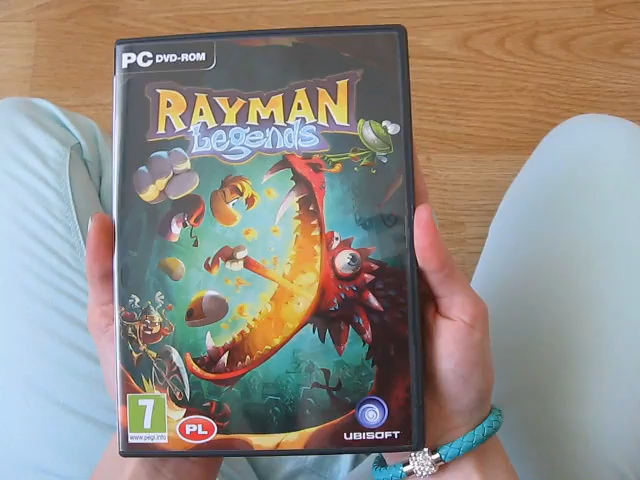 PC DVD-ROM
RAYMAN
Legends
7
www.pegi.info
PL
UBISOFT